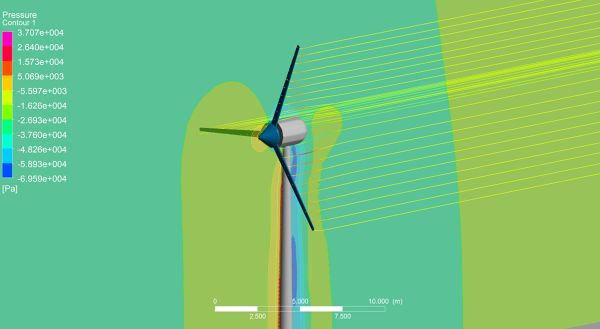 Pressure
Contour 1
3.707e+004
2.640e+004
1.573e+004
5.069e+003
-5.597e+003
-1.626e+004
-2.693e+004
-3.760e+004
-4.826e+004
-5.893e+004
-6.959e+004
[Pa]
0 5.000 10.000 (m)
2.500 7.500